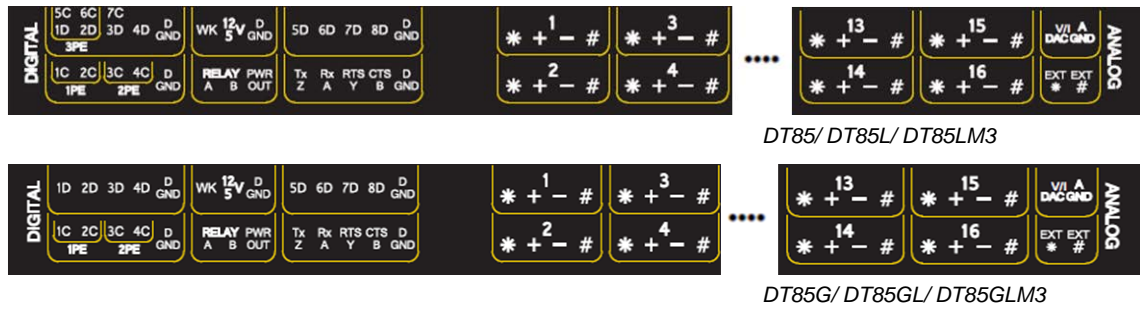 DIGITAL
5C 6C 7C
1D 2D 3D 4D D GND
3PE
WK 12V 5 D GND
5D 6D 7D 8D D GND
1
* + - #
3
* + - #
13
* + - #
15
* + - #
V/I DAC A GND
ANALOG
1C 2C 3C 4C D GND
1PE 2PE
RELAY PWR
A B OUT
Tx Rx RTS CTS D
Z A Y B GND
2
* + - #
4
* + - #
14
* + - #
16
* + - #
EXT EXT
* #
DT85/ DT85L/ DT85LM3
DIGITAL
1D 2D 3D 4D D GND
WK 12V 5 D GND
5D 6D 7D 8D D GND
1
* + - #
3
* + - #
13
* + - #
15
* + - #
V/I DAC A GND
ANALOG
1C 2C 3C 4C D GND
1PE 2PE
RELAY PWR
A B OUT
Tx Rx RTS CTS D
Z A Y B GND
2
* + - #
4
* + - #
14
* + - #
16
* + - #
EXT EXT
* #
DT85G/ DT85GL/ DT85GLM3